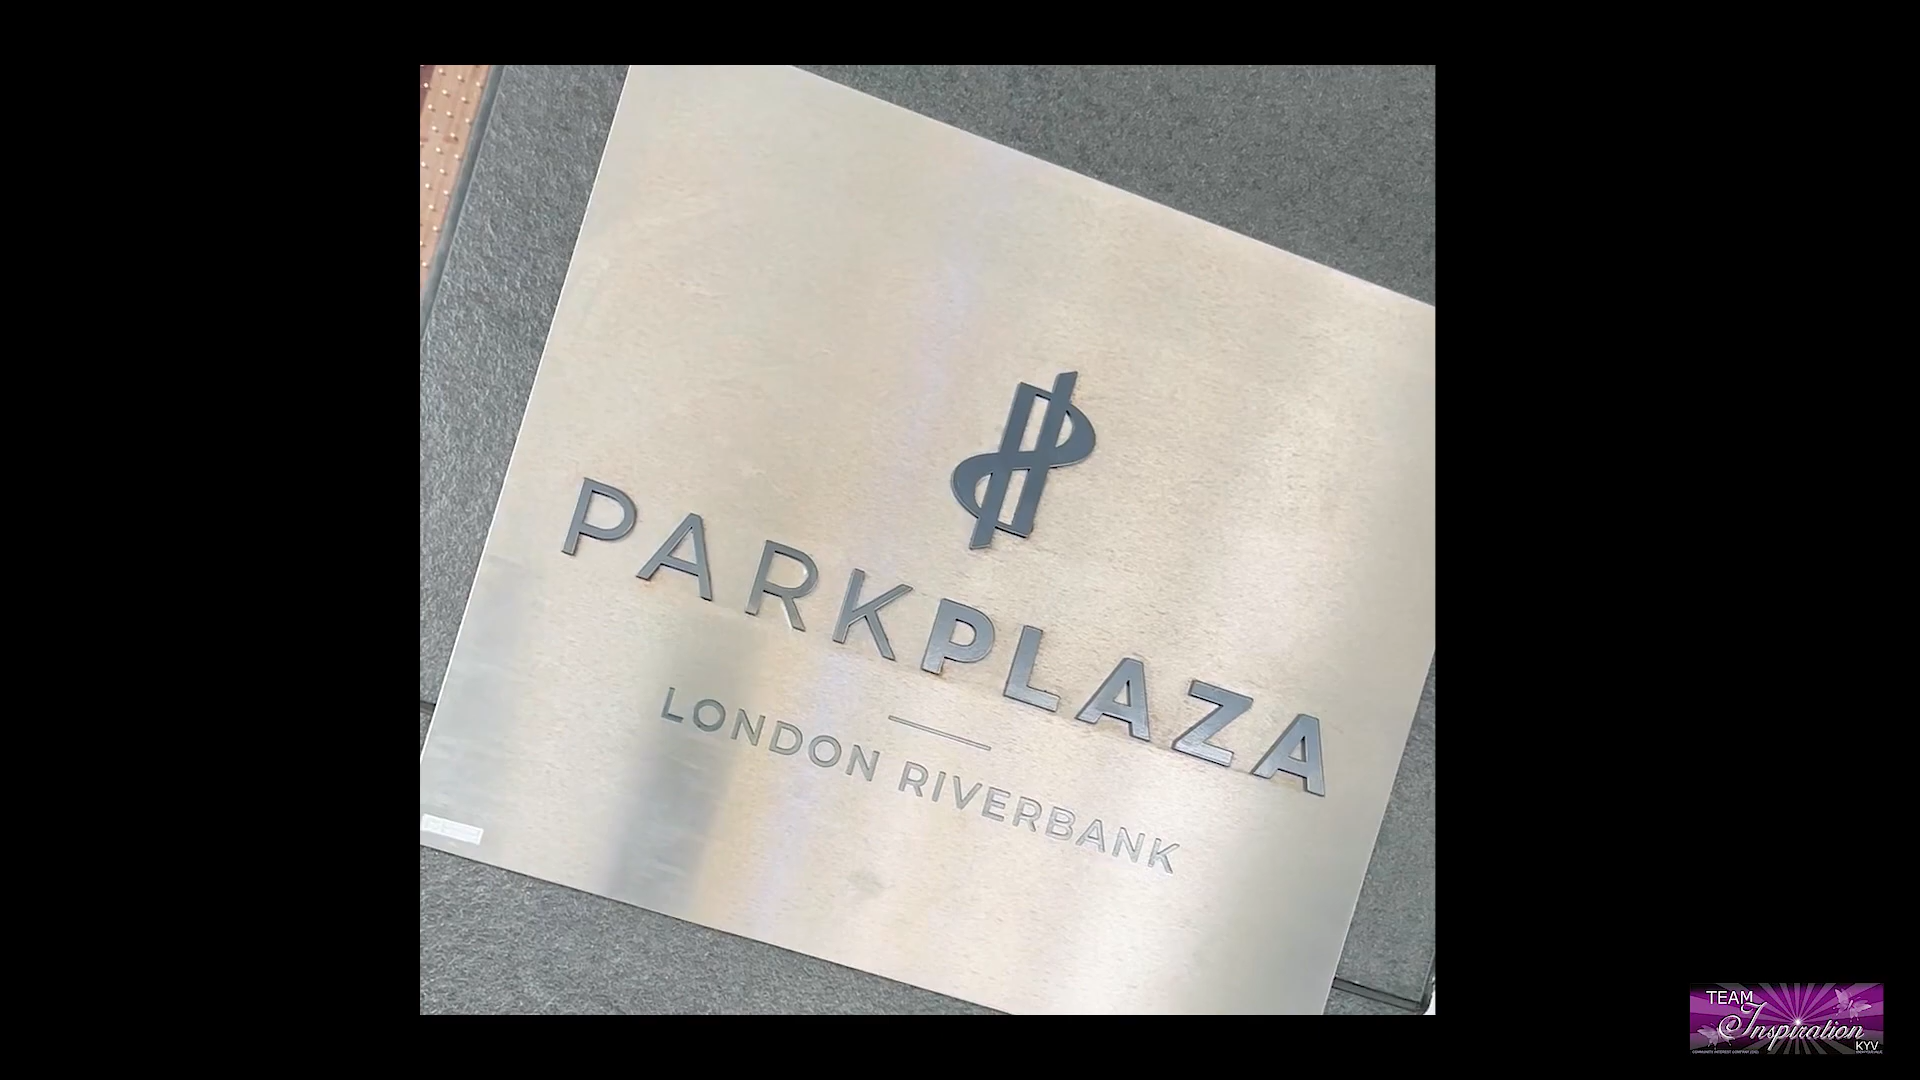 PARKPLAZA
LONDON RIVERBANK
TEAM
Inspiration
KYV